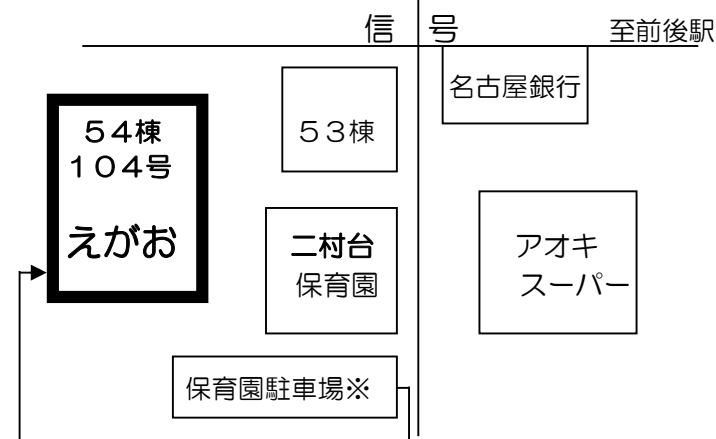 信号
至前後駅
名古屋銀行
５４棟
１０４号
えがお
５３棟
二村台
保育園
アオキ
スーパー
保育園駐車場※